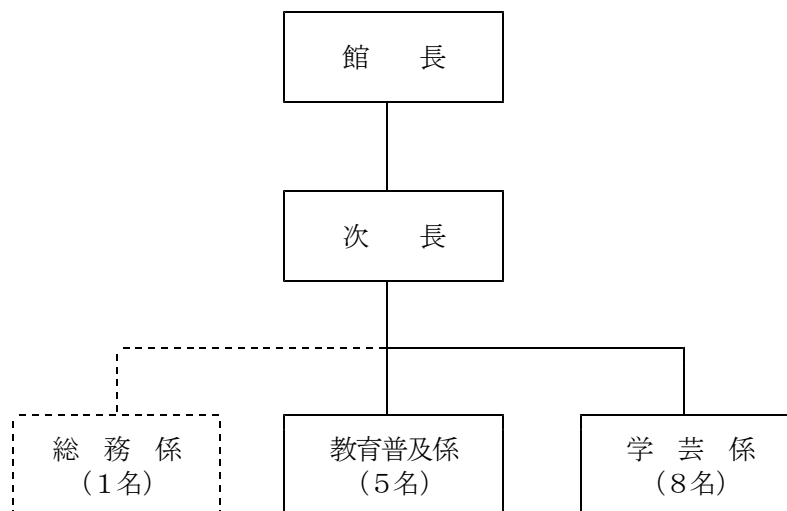 館　長
次　長
総　務　係
（１名）
教育普及係
（５名）
学　芸　係
（８名）